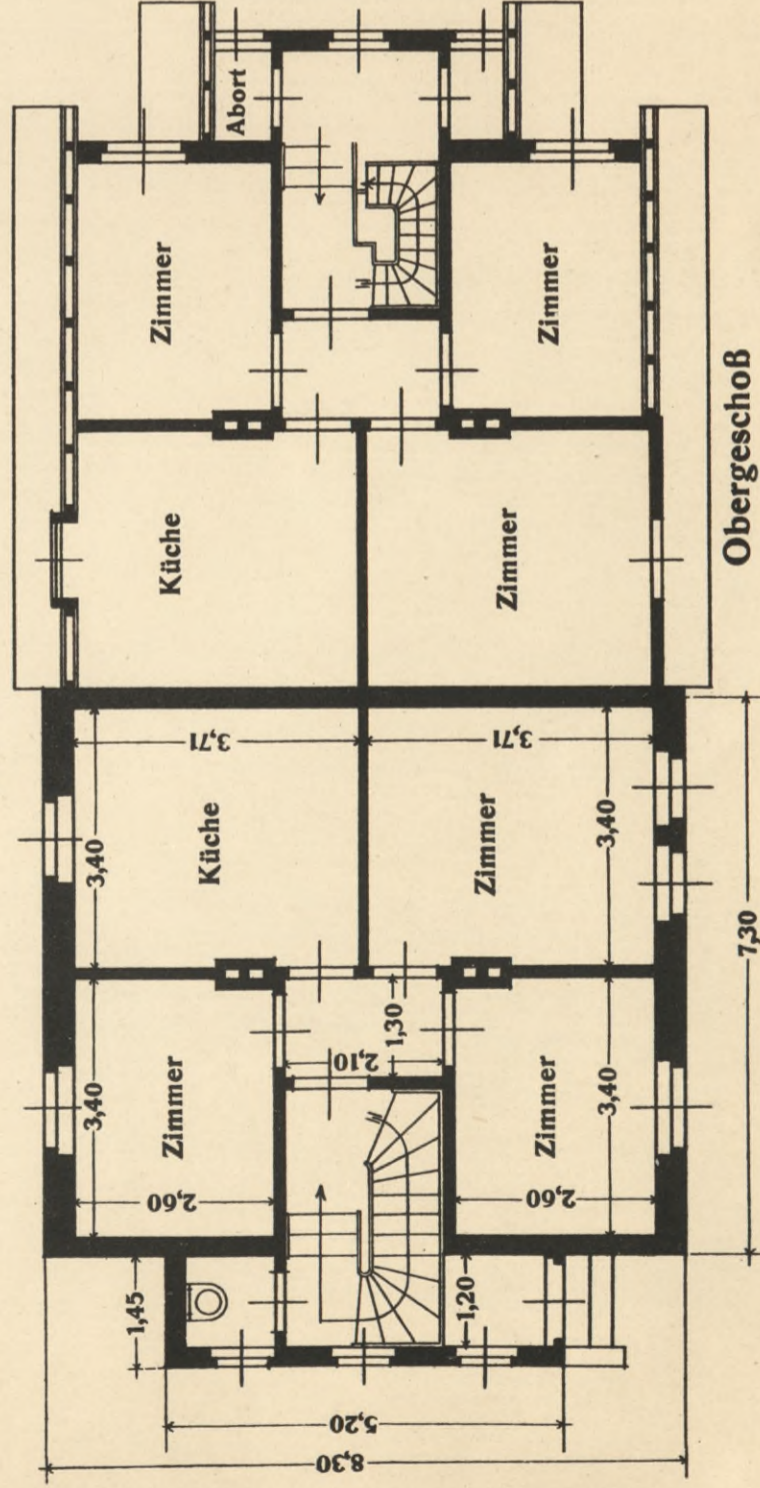 Abort
Zimmer
Zimmer
Küche
Zimmer
Obergeschoß
3,71
3,71
Küche
Zimmer
3,40
3,40
7,30
Zimmer
Zimmer
3,40
3,40
2,10
1,30
2,60
2,60
1,45
1,20
5,20
8,30